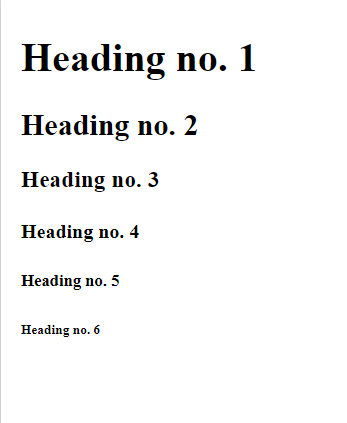 Heading no. 1
Heading no. 2
Heading no. 3
Heading no. 4
Heading no. 5
Heading no. 6